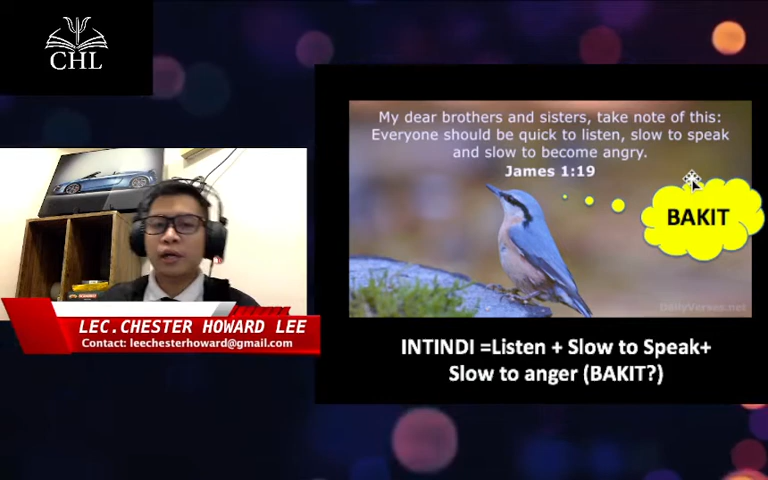 CHL
My dear brothers and sisters, take note of this:
Everyone should be quick to listen, slow to speak
and slow to become angry.
James 1:19
BAKIT
DailyVerses.net
LEC.CHESTER HOWARD LEE
Contact: leechesterhoward@gmail.com
INTINDI =Listen + Slow to Speak+
Slow to anger (BAKIT?)